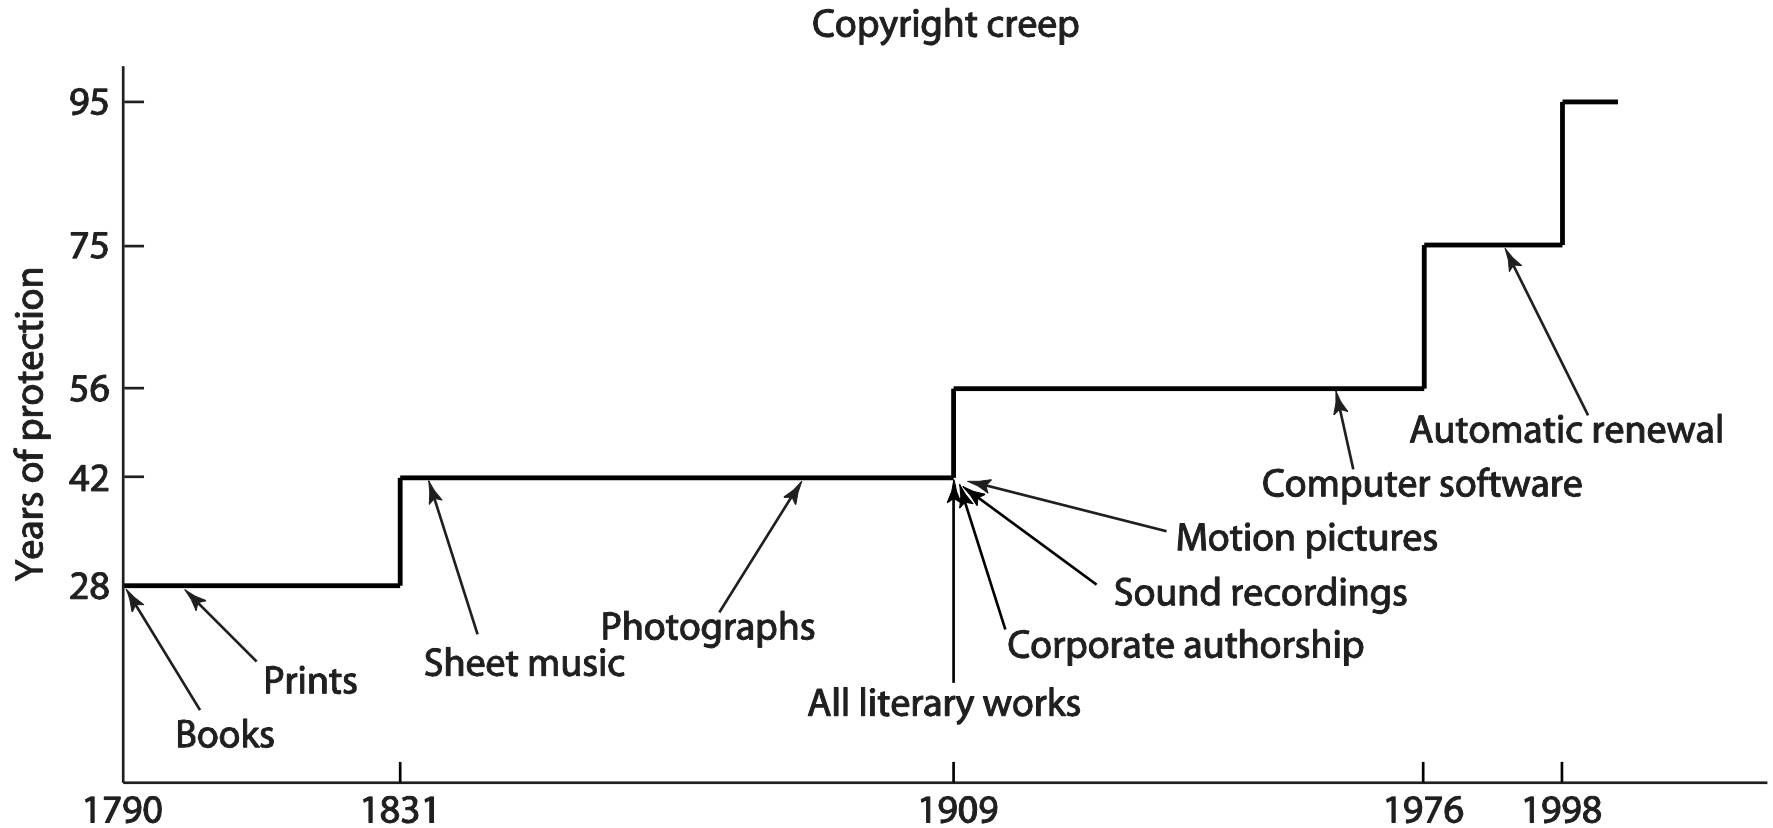 Copyright creep
Years of protection
95
75
56
42
28
Automatic renewal
Computer software
Motion pictures
Sound recordings
Photographs
Corporate authorship
Sheet music
Prints
All literary works
Books
1790
1831
1909
1976
1998